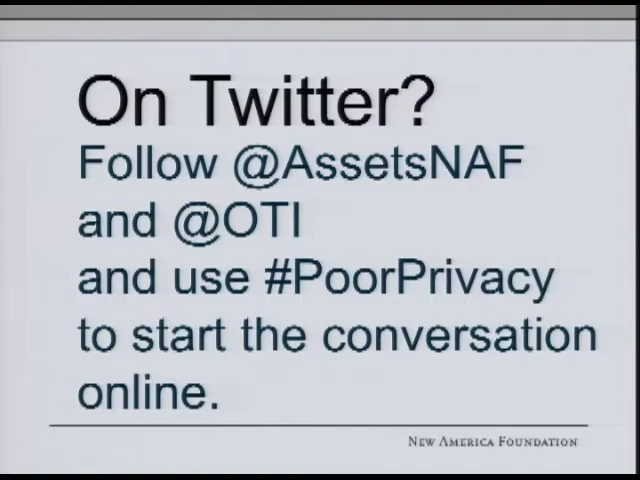 On Twitter?
Follow @AssetsNAF
and @OTI
and use #PoorPrivacy
to start the conversation
online.
New America Foundation